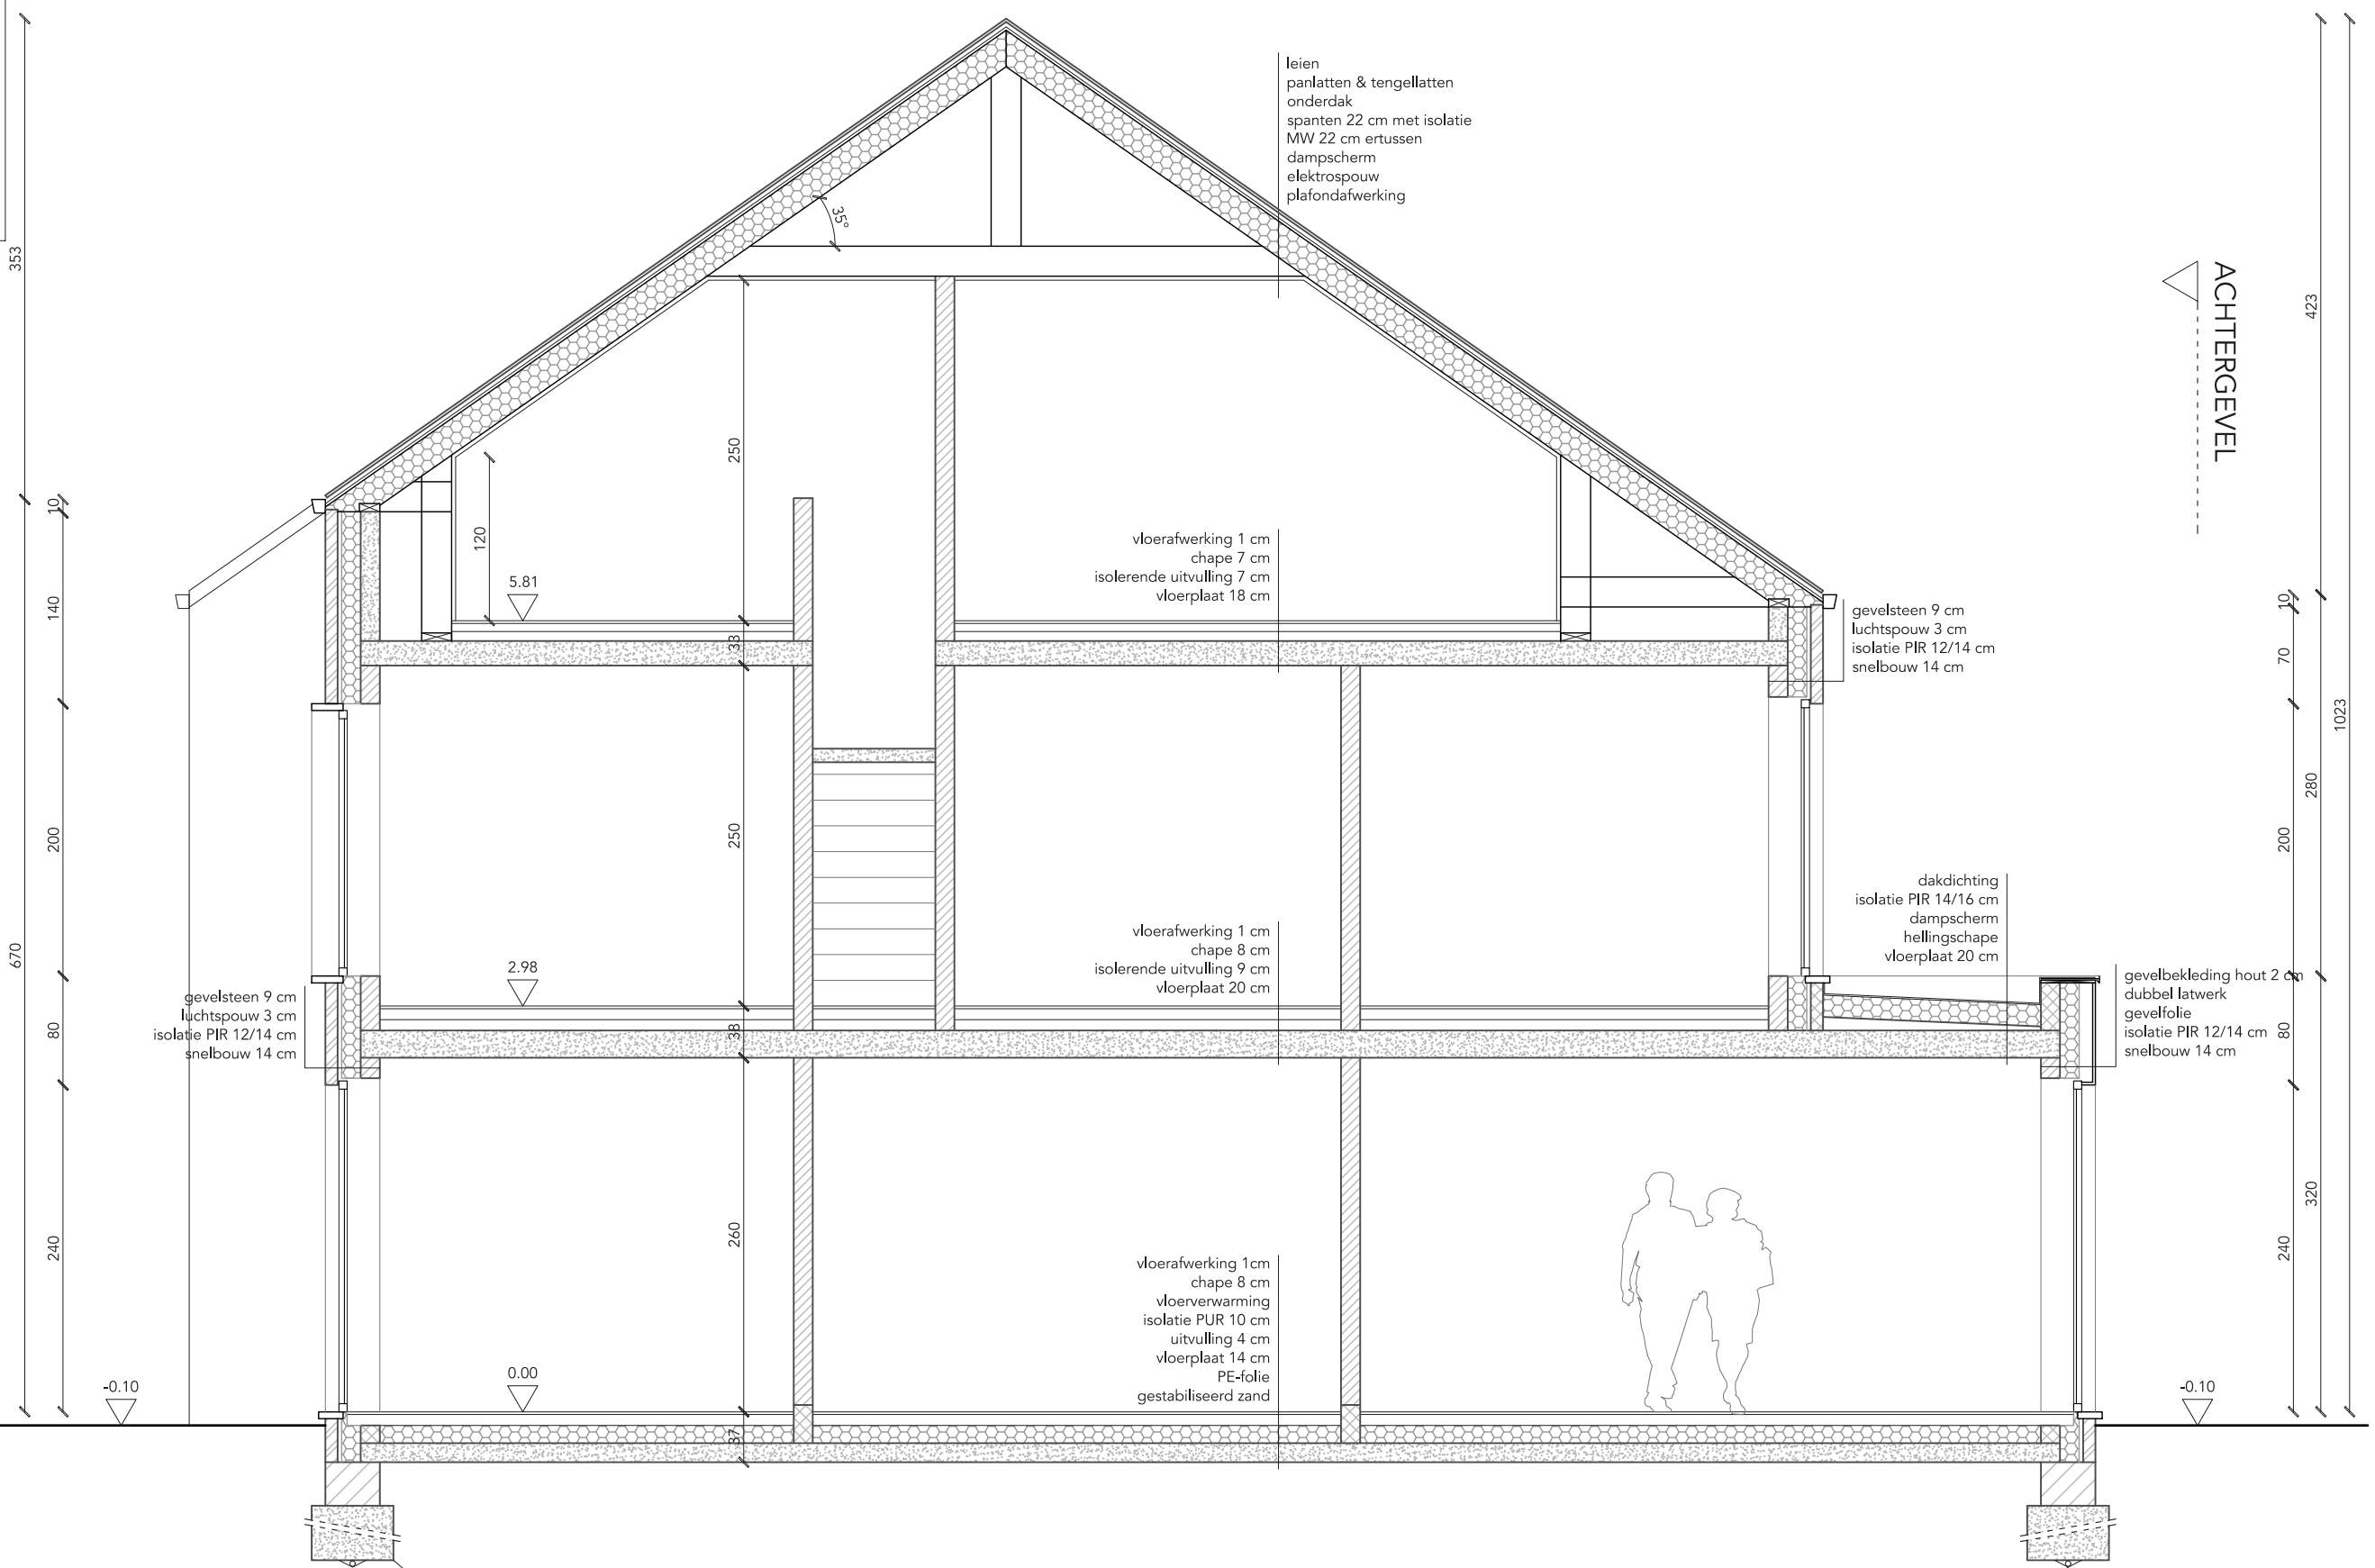 leien
panlatten & tengellatten
onderdak
spanten 22 cm met isolatie
MW 22 cm ertussen
dampscherm
elektrospouw
plafondafwerking
35°
353
10
140
200
80
240
670
250
120
5.81
33
250
2.98
38
260
0.00
37
-0.10
vloerafwerking 1 cm
chape 7 cm
isolerende uitvulling 7 cm
vloerplaat 18 cm
gevelsteen 9 cm
luchtspouw 3 cm
isolatie PIR 12/14 cm
snelbouw 14 cm
vloerafwerking 1 cm
chape 8 cm
isolerende uitvulling 9 cm
vloerplaat 20 cm
dakdichting
isolatie PIR 14/16 cm
dampscherm
hellingschape
vloerplaat 20 cm
gevelsteen 9 cm
luchtspouw 3 cm
isolatie PIR 12/14 cm
snelbouw 14 cm
gevelbekleding hout 2 cm
dubbel latwerk
gevelfolie
isolatie PIR 12/14 cm
snelbouw 14 cm
vloerafwerking 1cm
chape 8 cm
vloerverwarming
isolatie PUR 10 cm
uitvulling 4 cm
vloerplaat 14 cm
PE-folie
gestabiliseerd zand
ACHTERGEVEL
423
10
70
280
200
80
320
240
1023
-0.10